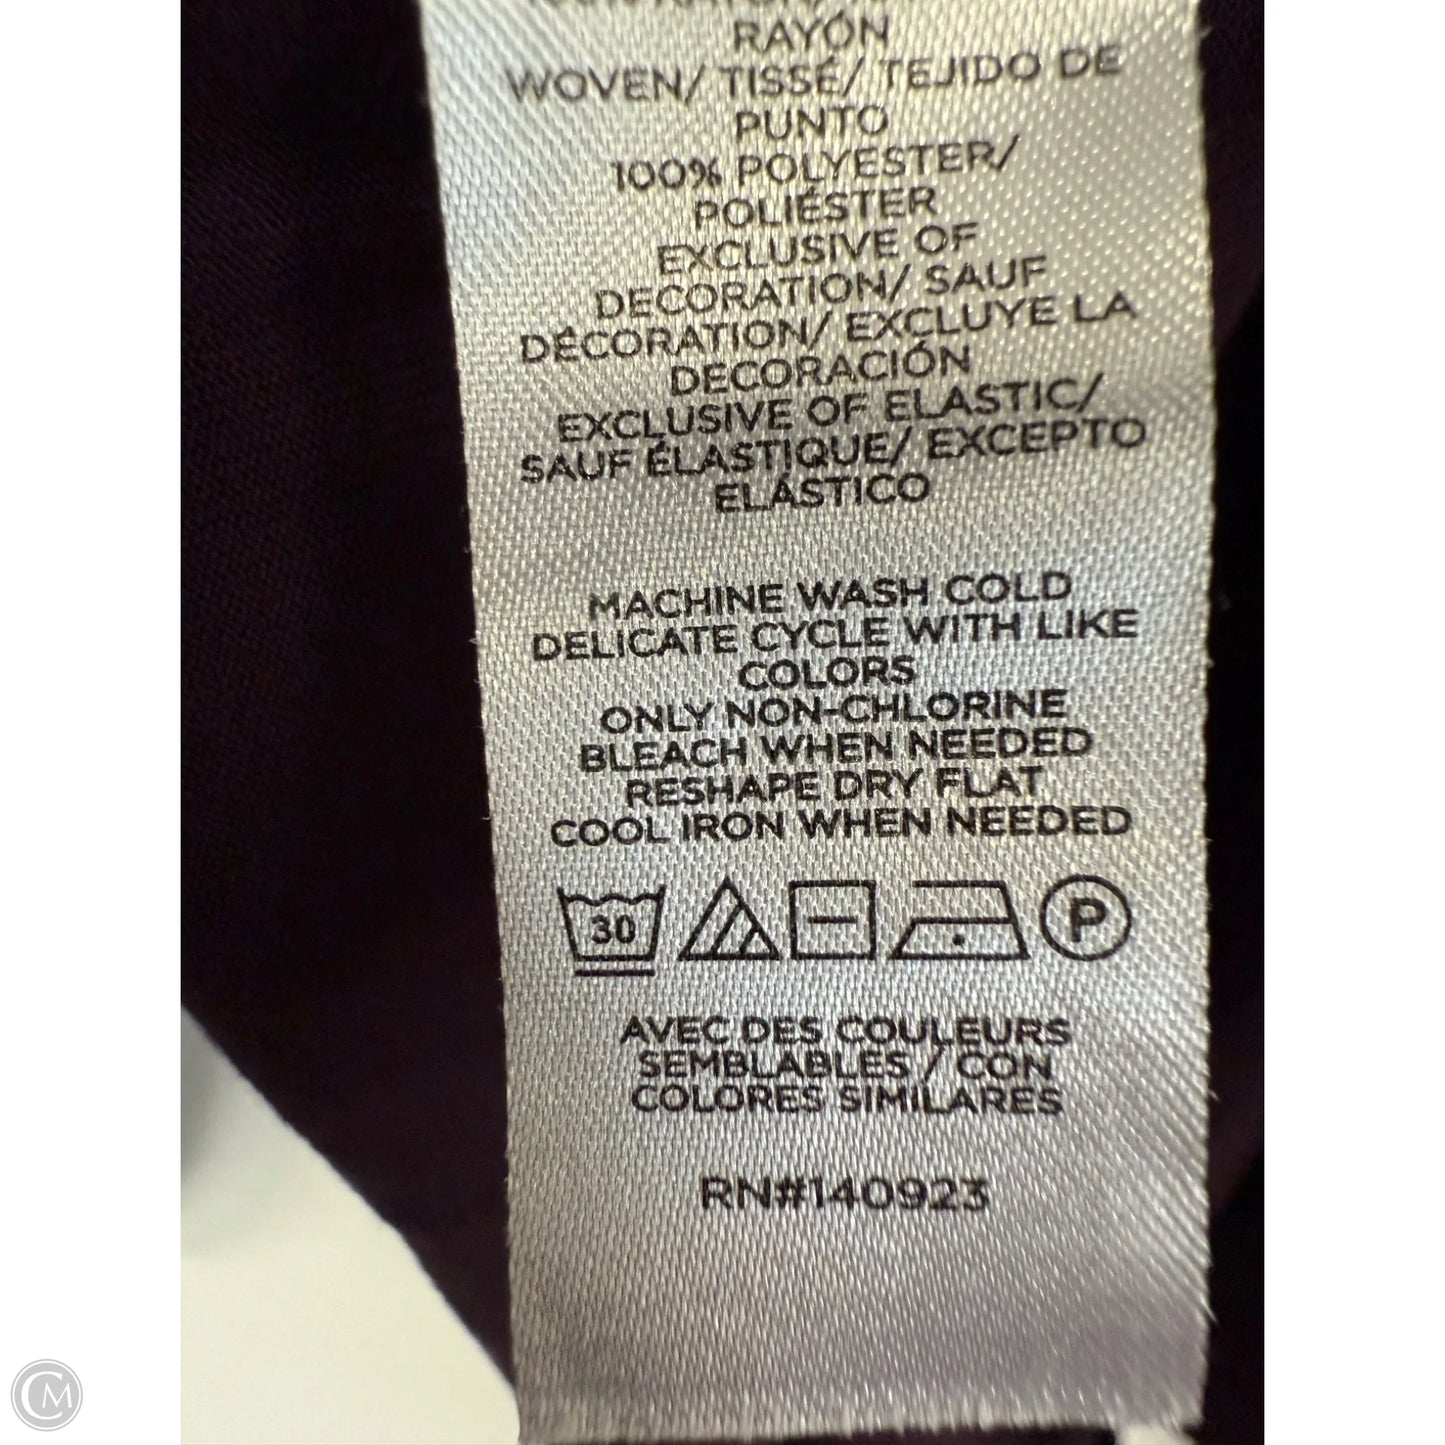 RAYÓN
WOVEN/ TISSÉ/ TEJIDO DE
PUNTO
100% POLYESTER/
POLIÉSTER
EXCLUSIVE OF
DECORATION/ SAUF
DÉCORATION/ EXCLUYE LA
DECORACIÓN
EXCLUSIVE OF ELASTIC/
SAUF ÉLASTIQUE/ EXCEPTO
ELÁSTICO
MACHINE WASH COLD
DELICATE CYCLE WITH LIKE
COLORS
ONLY NON-CHLORINE
BLEACH WHEN NEEDED
RESHAPE DRY FLAT
COOL IRON WHEN NEEDED
30 P
AVEC DES COULEURS
SEMBLABLES / CON
COLORES SIMILARES
RN#140923
CM